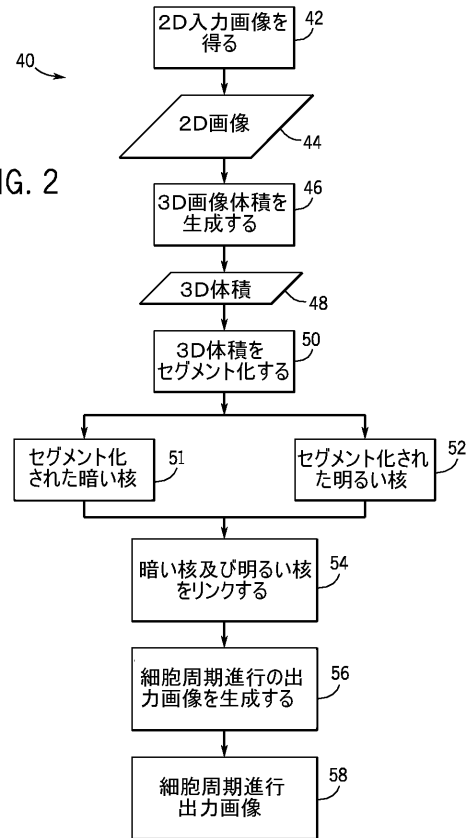 2D入力画像を
得る
42
40
2D画像
44
IG. 2
3D画像体積を
生成する
46
3D体積
48
3D体積を
セグメント化する
50
セグメント化
された暗い核
51
セグメント化され
た明るい核
52
暗い核及び明るい核
をリンクする
54
細胞周期進行の出
力画像を生成する
56
細胞周期進行
出力画像
58